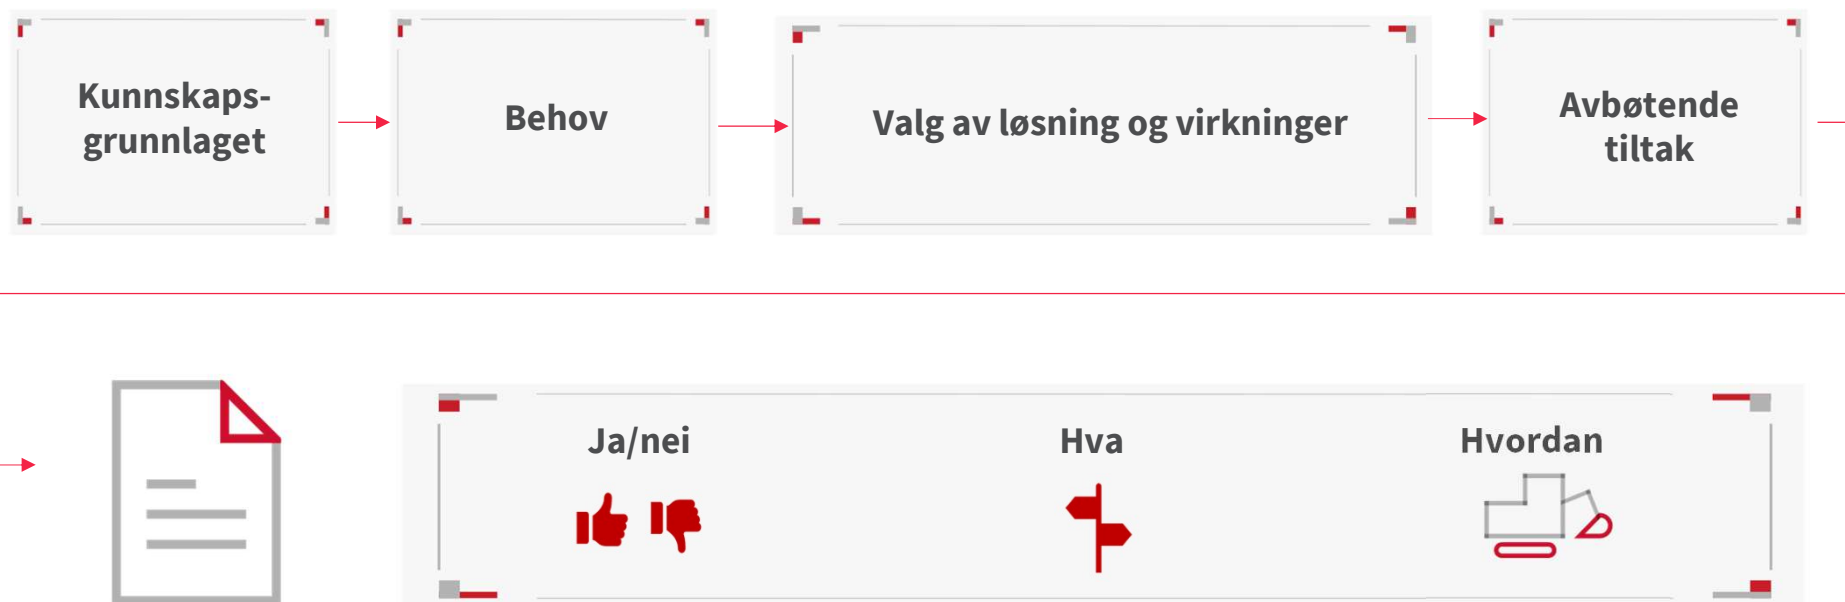 Kunnskaps-
grunnlaget
Behov
Valg av løsning og virkninger
Avbøtende
tiltak
Ja/nei
Hva
Hvordan